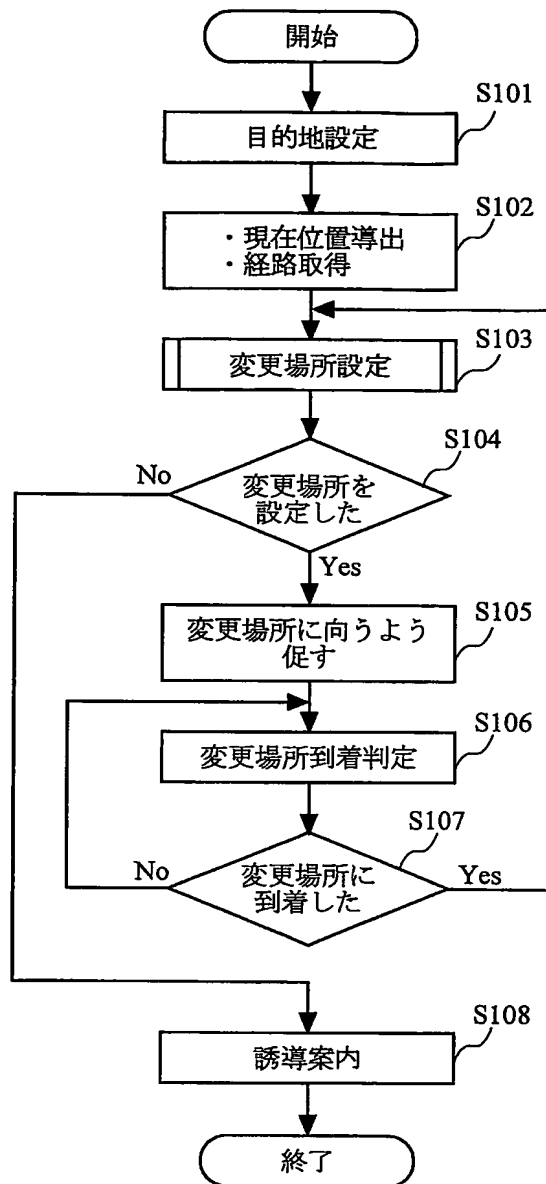 開始
S101
目的地設定
S102
・現在位置導出
・経路取得
S103
変更場所設定
S104
No
変更場所を
設定した
Yes
S105
変更場所に向うよう
促す
S106
変更場所到着判定
S107
No
変更場所に
到着した
Yes
S108
誘導案内
終了